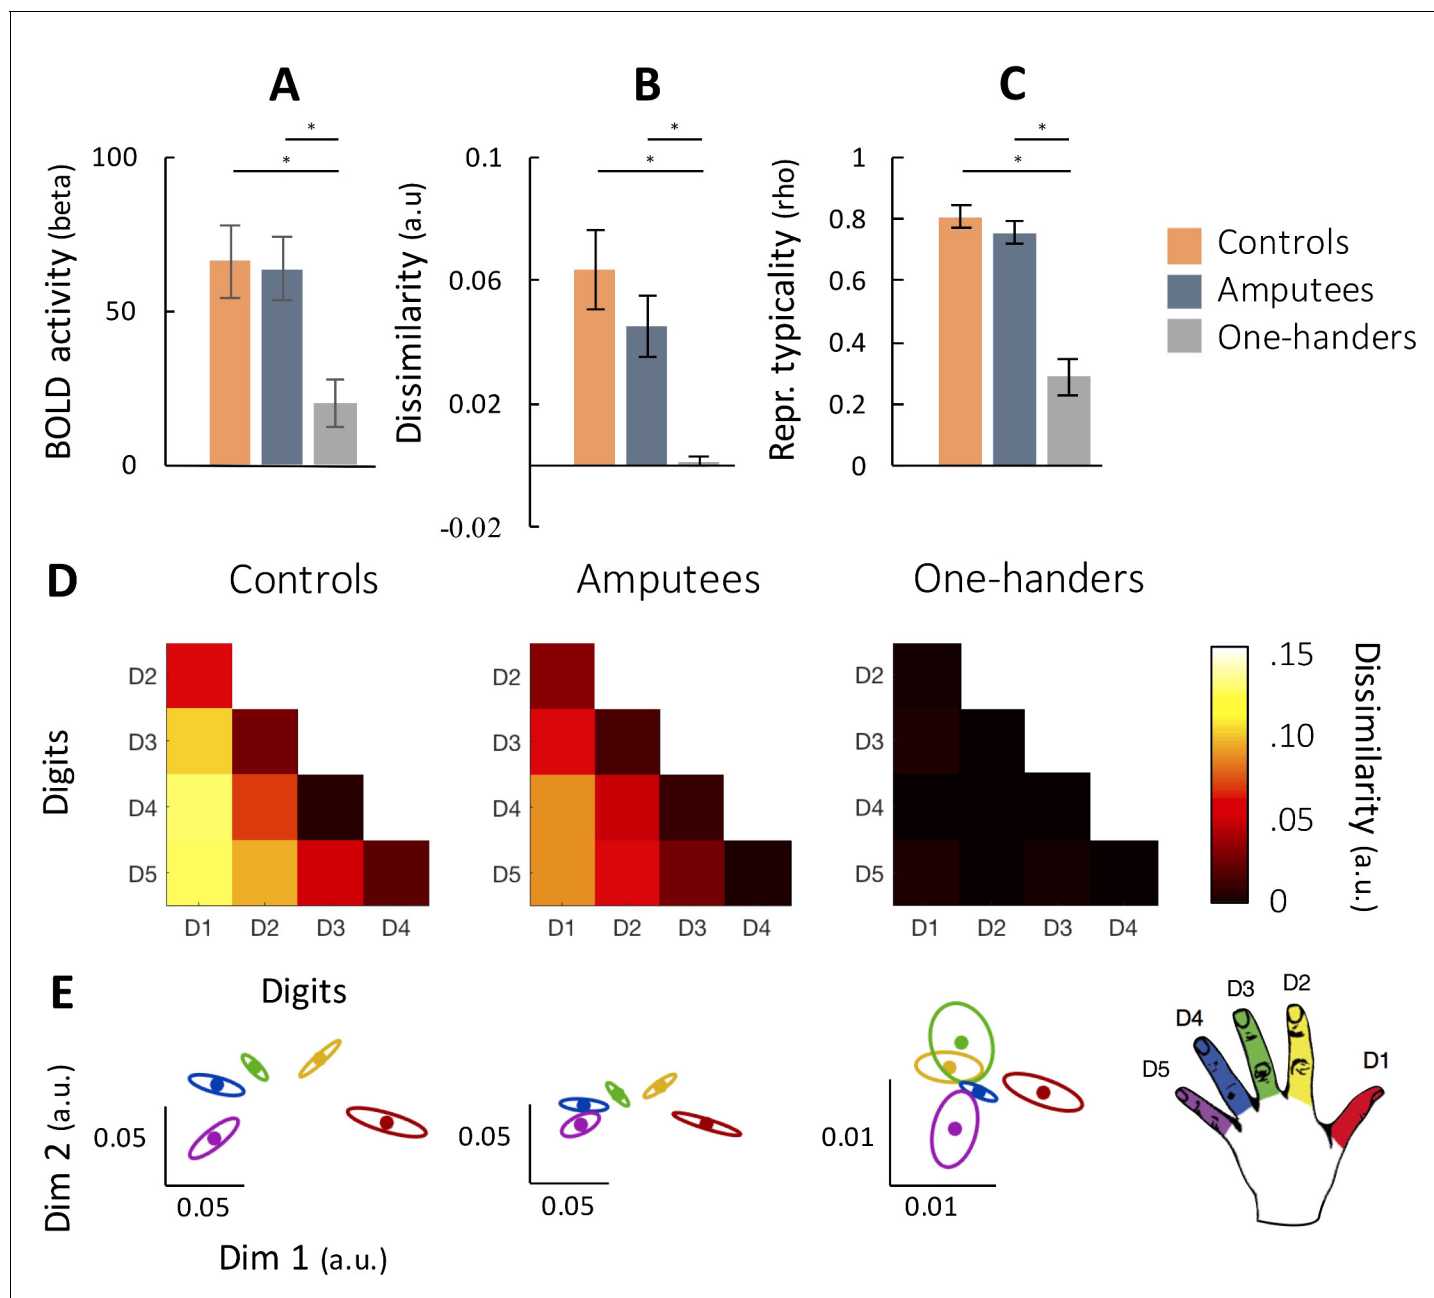 A
B
C
BOLD activity (beta)
100
50
0
*
*
Dissimilarity (a.u)
0.1
0.06
0.02
-0.02
*
*
Repr. typicality (rho)
1
0.8
0.6
0.4
0.2
0
*
*
Controls
Amputees
One-handers
D
Controls
Amputees
One-handers
Digits
D2
D3
D4
D5
D1
D2
D3
D4
D2
D3
D4
D5
D1
D2
D3
D4
D2
D3
D4
D5
D1
D2
D3
D4
.15
.10
.05
0
Dissimilarity (a.u.)
Digits
E
Dim 2 (a.u.)
0.05
0.05
Dim 1 (a.u.)
0.05
0.05
0.01
0.01
D5
D4
D3
D2
D1